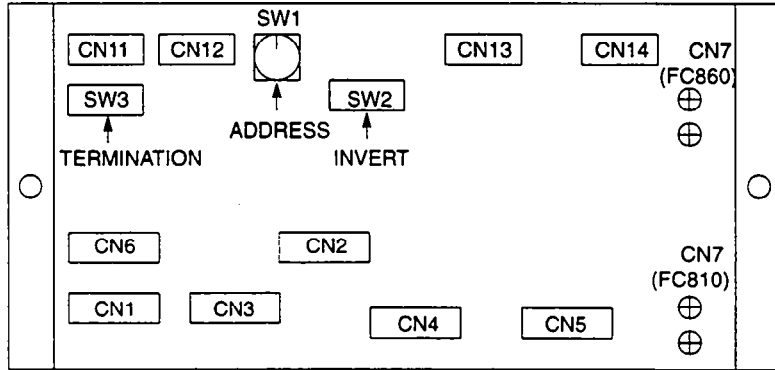 SW1
CN11
CN12
CN13
CN14
CN7
(FC860)
SW3
SW2
ADDRESS
TERMINATION
INVERT
CN6
CN2
CN7
(FC810)
CN1
CN3
CN4
CN5